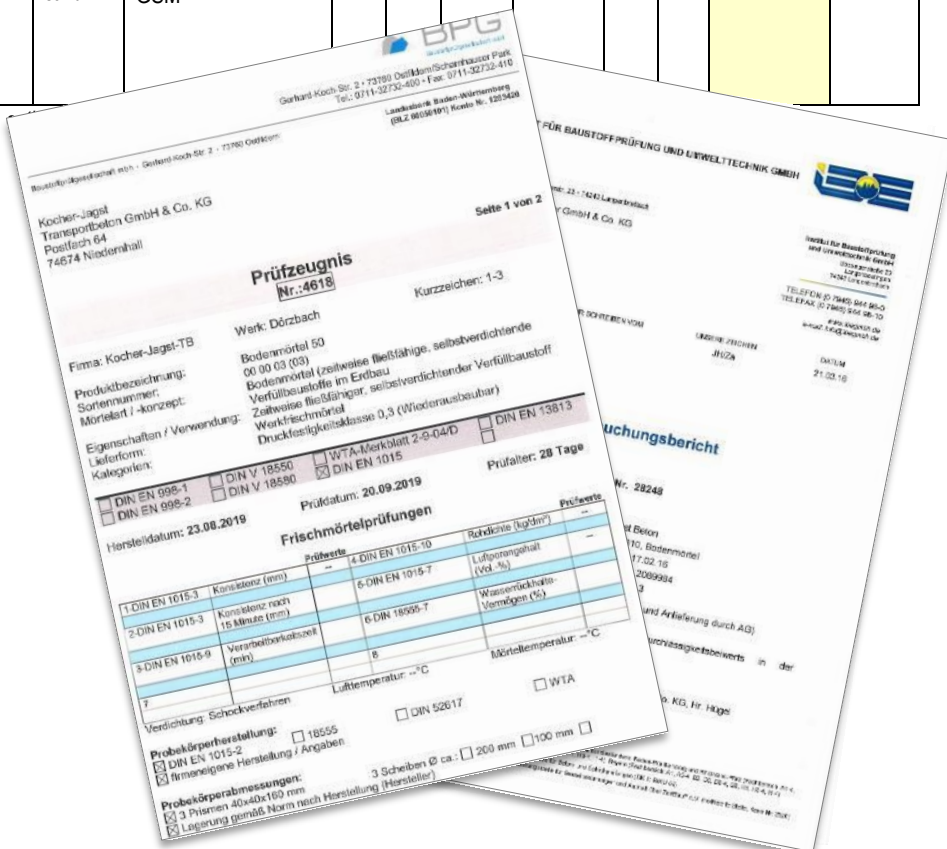 BPG
Gerhard-Koch-Str. 2 • 73760 Ostfildern/Scharnhauser Park
Tel.: 0711-32732-400 • Fax: 0711-32732-410
Landesbank Baden-Württemberg
Baustoffprüfgesellschaft mbh - Gerhard-Koch-Str. 2 - 73760 Ostfildern
Kocher-Jagst
Transportbeton GmbH & Co. KG
Postfach 64
74674 Niedernhall
Seite 1 von 2
Prüfzeugnis
Nr.:4618
Kurzzeichen: 1-3
Firma: Kocher-Jagst-TB Werk: Dörzbach
Produktbezeichnung: Bodenmörtel 50
Sortennummer: 00 00 03 (03)
Mörtelart / -konzept: Bodenmörtel (zeitweise fließfähige, selbstverdichtende
Verfüllbaustoffe im Erdbau
Eigenschaften / Verwendung: Zeitweise fließfähiger, selbstverdichtender Verfüllbaustoff
Lieferform: Werkfrischmörtel
Kategorien: Druckfestigkeitsklasse 0,3 (Wiederausbaubar)
☐ DIN EN 998-1 ☐ DIN V 18550 ☐ WTA-Merkblatt 2-9-04/D ☐ DIN EN 13813
☐ DIN EN 998-2 ☐ DIN V 18580 ☒ DIN EN 1015 ☐
Herstelldatum: 23.08.2019 Prüfdatum: 20.09.2019 Prüfalter: 28 Tage
Frischmörtelprüfungen
Prüfwerte Prüfwerte
1-DIN EN 1015-3 Konsistenz (mm) -- 4-DIN EN 1015-10 Rohdichte (kg/dm³) --
2-DIN EN 1015-3 Konsistenz nach 15 Minute (mm) 5-DIN EN 1015-7 Luftporengehalt (Vol.-%) --
3-DIN EN 1015-9 Verarbeitbarkeitszeit (min) 6-DIN 18555-7 Wasserrückhalte-Vermögen (%)
7 8
Verdichtung: Schockverfahren Lufttemperatur: --°C Mörteltemperatur: --°C
Probekörperherstellung: ☐ 18555 ☐ DIN 52617 ☐ WTA
☒ DIN EN 1015-2
☒ firmeneigene Herstellung / Angaben
Probekörperabmessungen:
☒ 3 Prismen 40x40x160 mm 3 Scheiben Ø ca.: ☐ 200 mm ☐ 100 mm ☐
☒ Lagerung gemäß Norm nach Herstellung (Hersteller)
FÜR BAUSTOFFPRÜFUNG UND UMWELTTECHNIK GMBH
GmbH & Co. KG
Institut für Baustoffprüfung
und Umwelttechnik GmbH
UNSERE ZEICHEN
DATUM
21.03.16
uchungsbericht
Nr. 28248
Beton
Bodenmörtel
17.02.16
2089984
und Anlieferung durch AG)
urchlässigkeitsbeiwerts in der
KG, Hr. Hügel